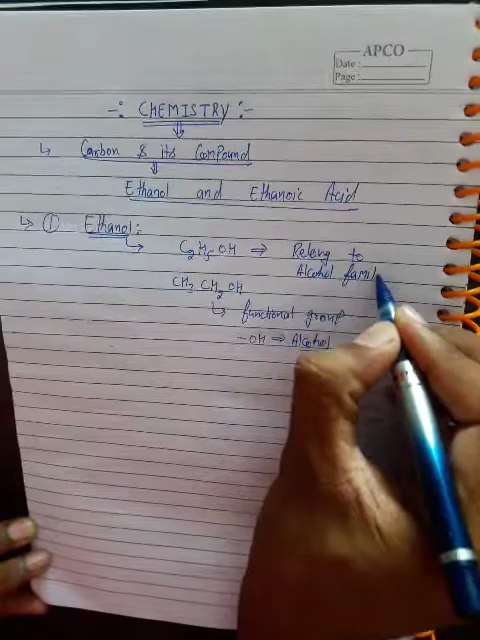 APCO
Date :
Page :
-: CHEMISTRY :-
↳ Carbon & its Compound
Ethanol and Ethanoic Acid
↳ ① Ethanol:
↳ C2H5-OH ⇒ Relong to
Alcohol famil
CH3 CH2 OH
↳ functional group
-OH ⇒ Alcohol